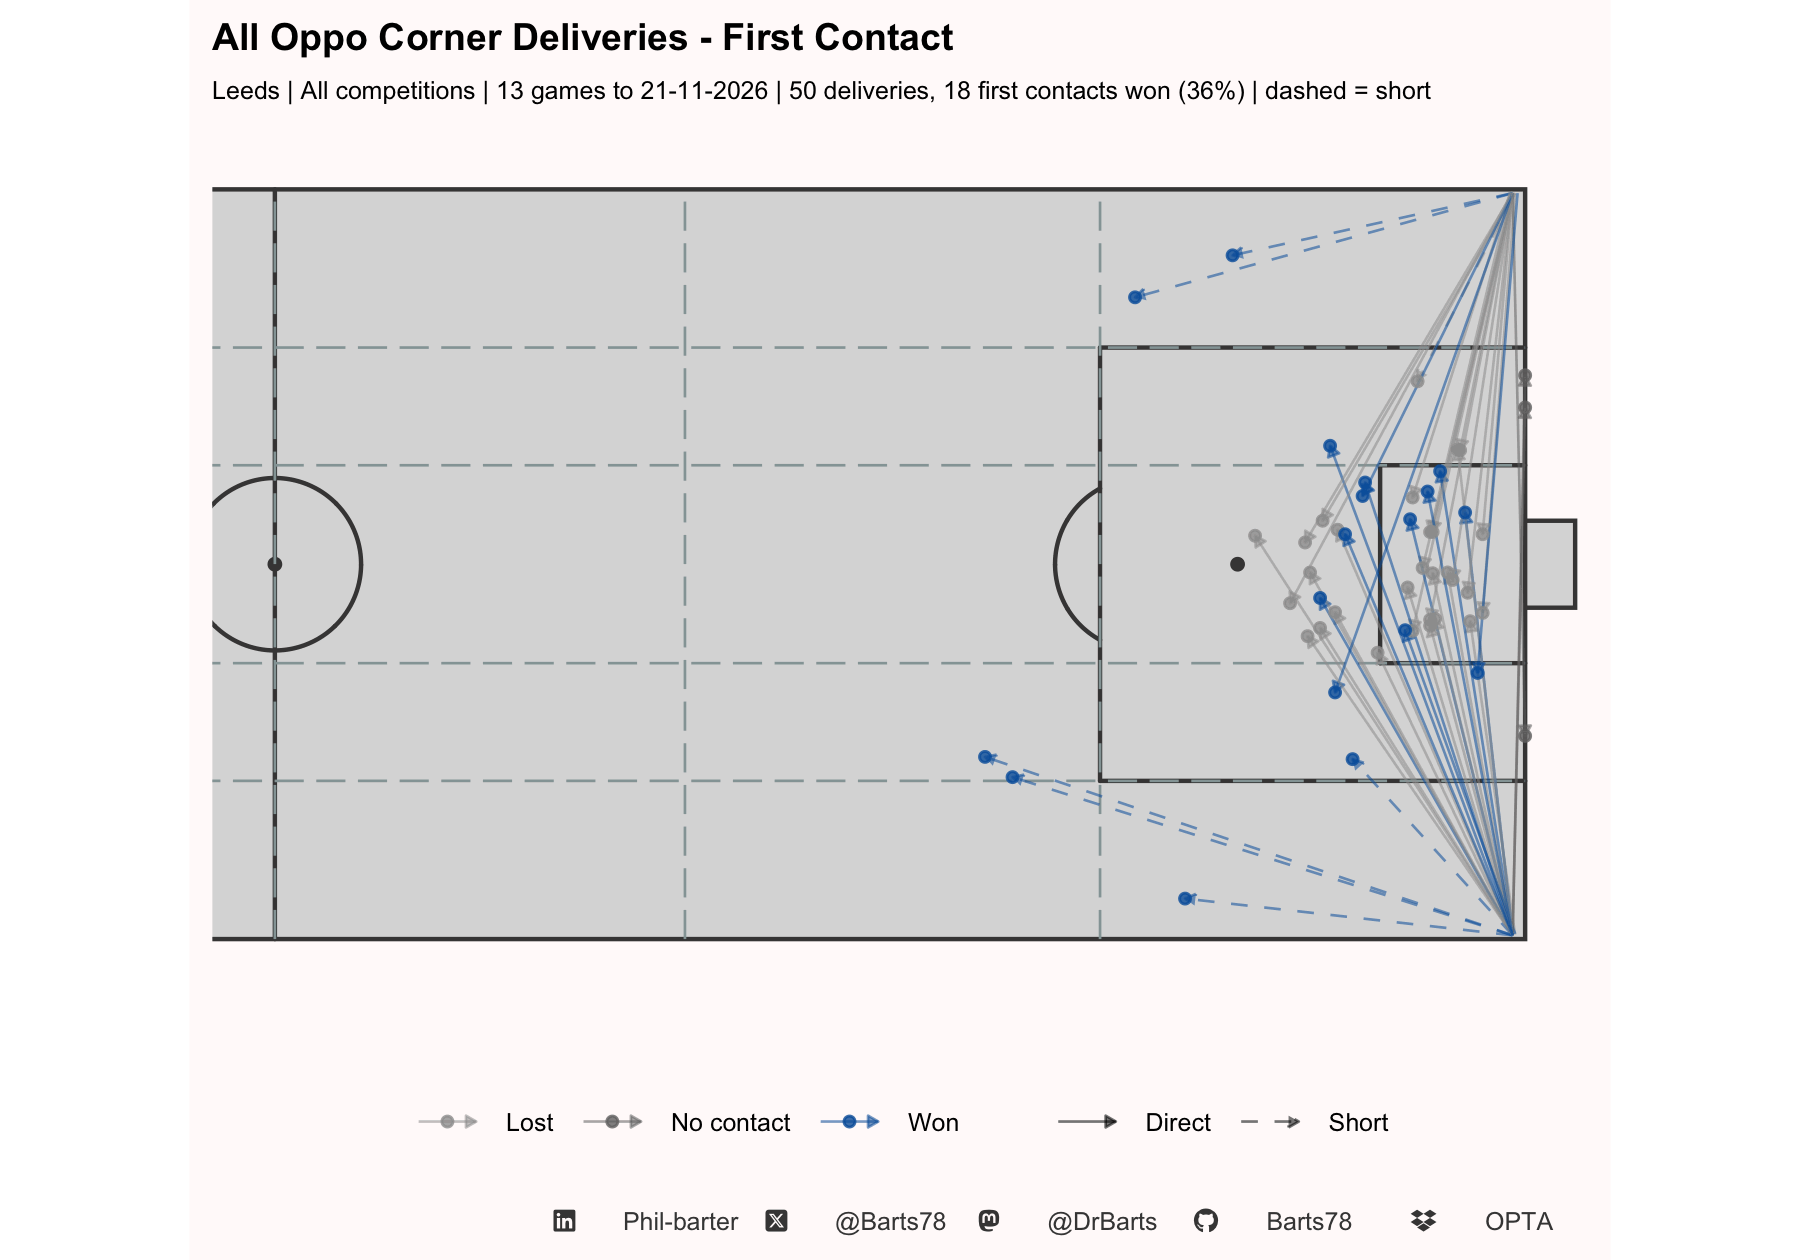 All Oppo Corner Deliveries - First Contact
Leeds | All competitions | 13 games to 21-11-2026 | 50 deliveries, 18 first contacts won (36%) | dashed = short
Lost No contact Won Direct Short
Phil-barter @Barts78 @DrBarts Barts78 OPTA